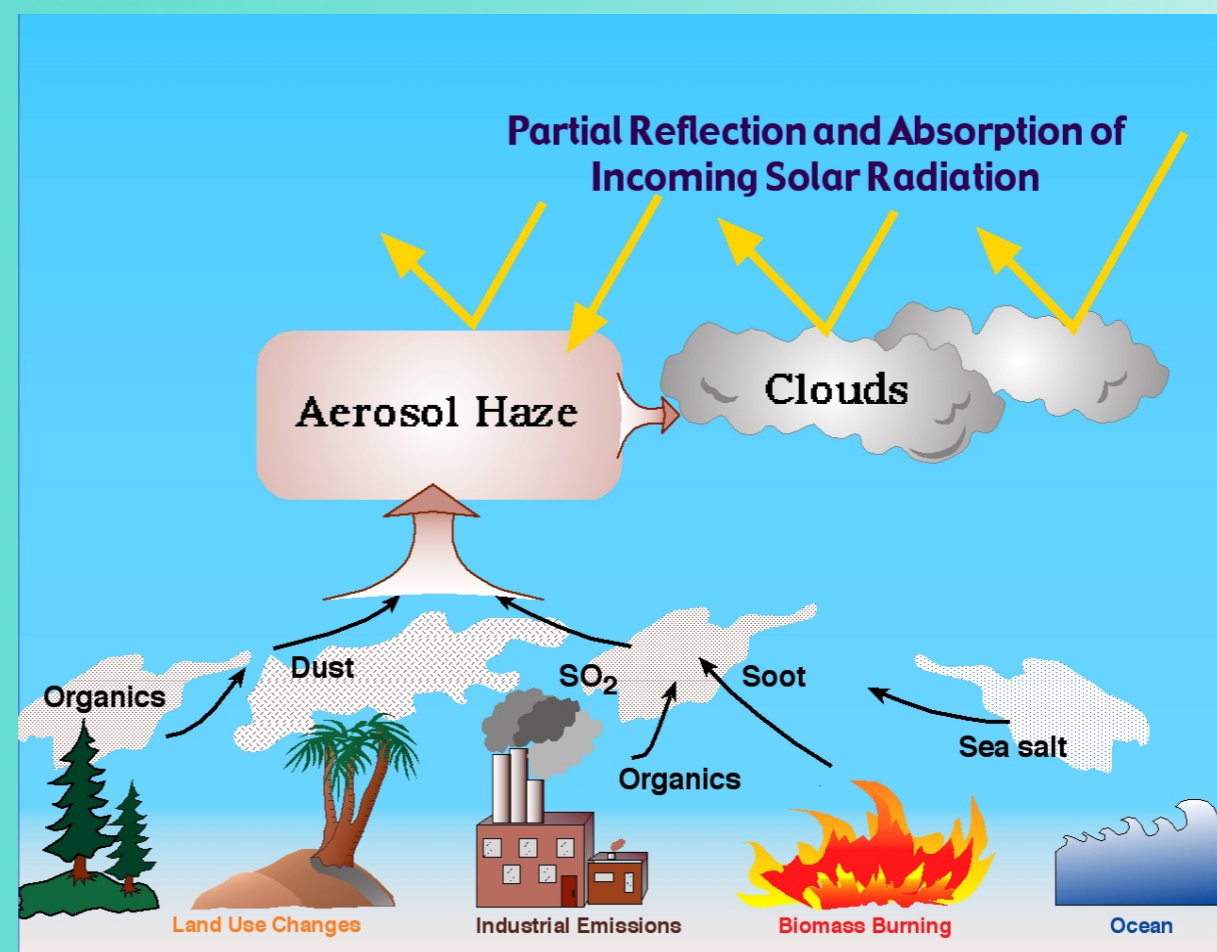 Partial Reflection and Absorption of
Incoming Solar Radiation
Aerosol Haze
Clouds
Organics
Dust
SO₂
Soot
Sea salt
Organics
Land Use Changes
Industrial Emissions
Biomass Burning
Ocean